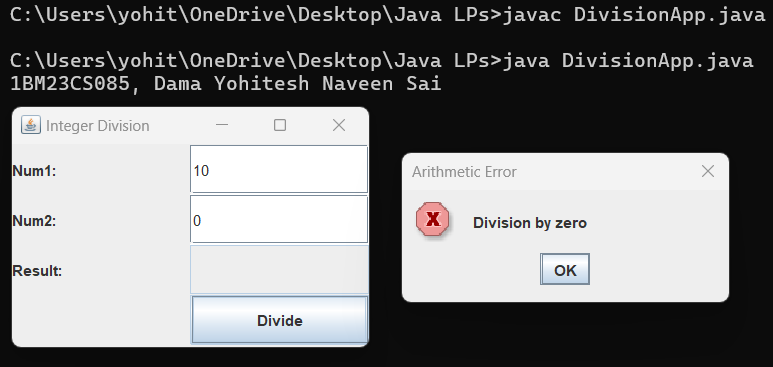 C:\Users\yohit\OneDrive\Desktop\Java LPs>javac DivisionApp.java
C:\Users\yohit\OneDrive\Desktop\Java LPs>java DivisionApp.java
1BM23CS085, Dama Yohitesh Naveen Sai
Integer Division
Num1:
10
Num2:
0
Result:
Divide
Arithmetic Error
X
Division by zero
OK